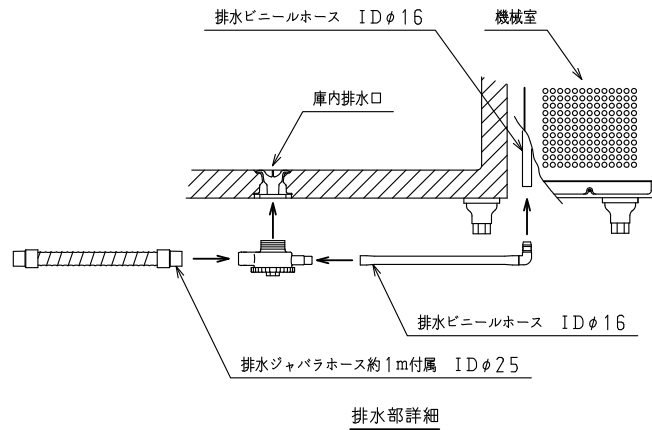 排水ビニールホース IDφ16
機械室
庫内排水口
排水ビニールホース IDφ16
排水ジャバラホース約1m付属 IDφ25
排水部詳細